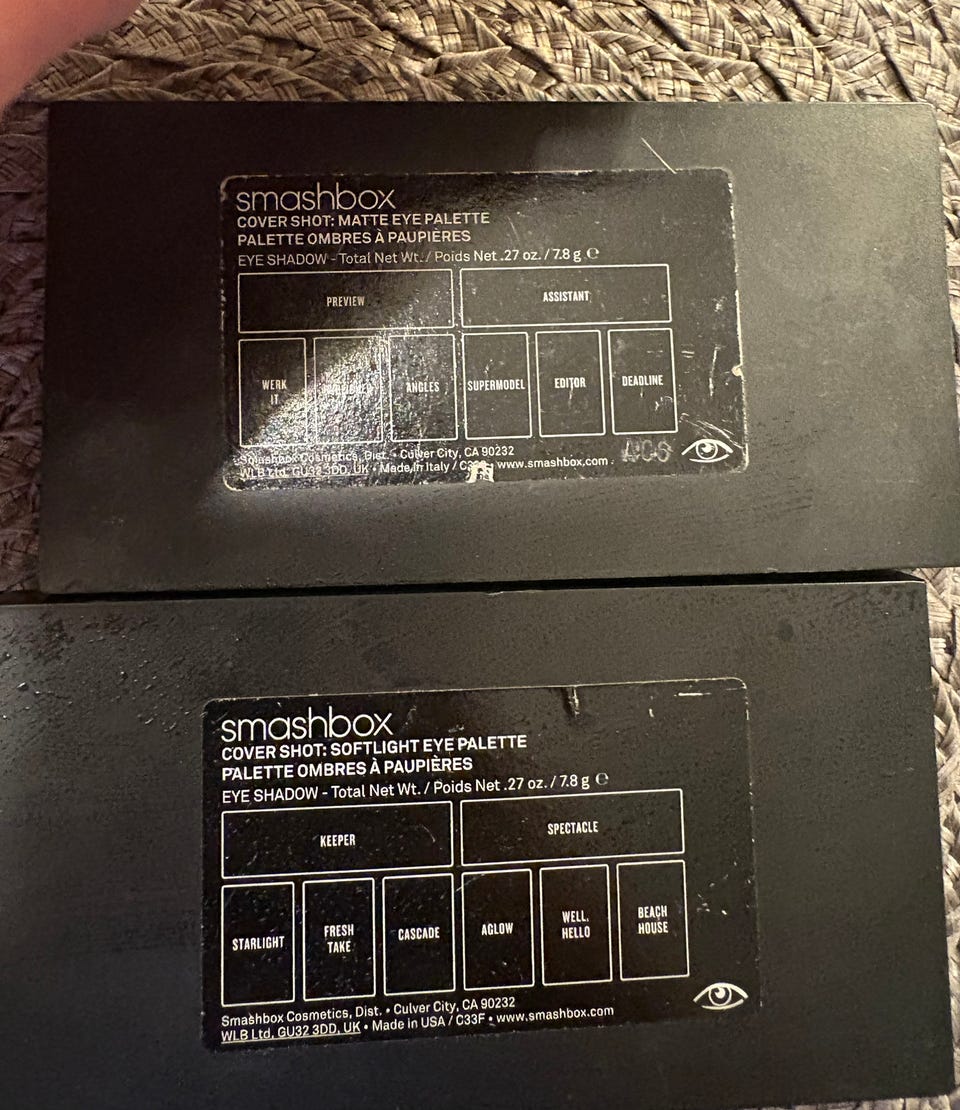 smashbox
COVER SHOT: MATTE EYE PALETTE
PALETTE OMBRES À PAUPIÈRES
EYE SHADOW - Total Net Wt. / Poids Net .27 oz. / 7.8 g ℮
PREVIEW
ASSISTANT
WERK
IT
ANGLES
SUPERMODEL
EDITOR
DEADLINE
Smashbox Cosmetics, Dist. • Culver City, CA 90232
WLB Ltd. GU32 3DD, UK • Made in Italy / • www.smashbox.com
smashbox
COVER SHOT: SOFTLIGHT EYE PALETTE
PALETTE OMBRES À PAUPIÈRES
EYE SHADOW - Total Net Wt. / Poids Net .27 oz. / 7.8 g ℮
KEEPER
SPECTACLE
STARLIGHT
FRESH
TAKE
CASCADE
AGLOW
WELL,
HELLO
BEACH
HOUSE
Smashbox Cosmetics, Dist. • Culver City, CA 90232
WLB Ltd. GU32 3DD, UK • Made in USA / C33F • www.smashbox.com